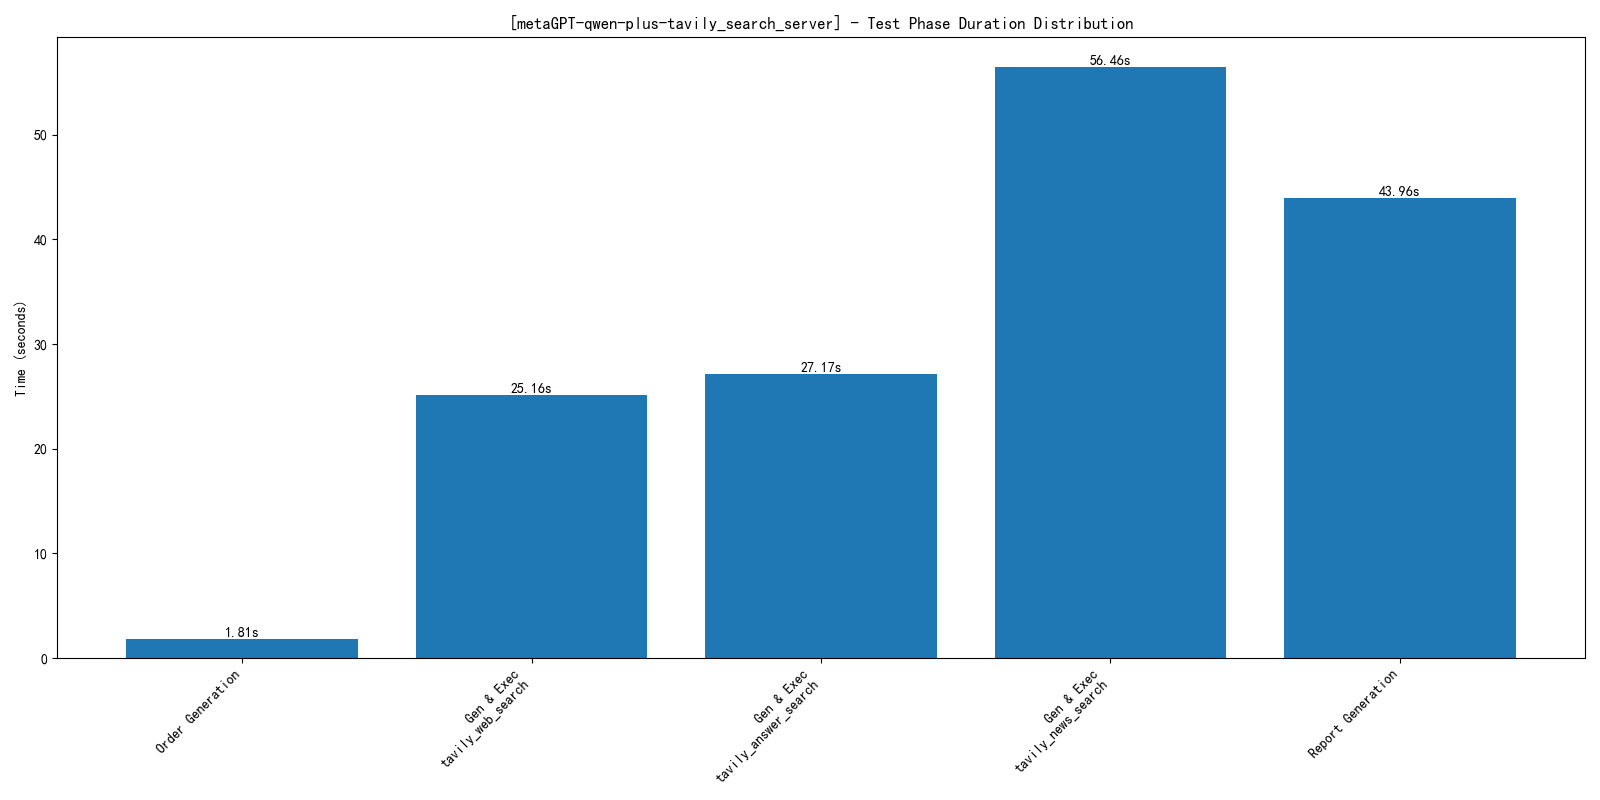 [metaGPT-qwen-plus-tavily_search_server] - Test Phase Duration Distribution
Time (seconds)
50
40
30
20
10
0
1.81s
25.16s
27.17s
56.46s
43.96s
Order Generation
Gen & Exec
tavily_web_search
Gen & Exec
tavily_answer_search
Gen & Exec
tavily_news_search
Report Generation